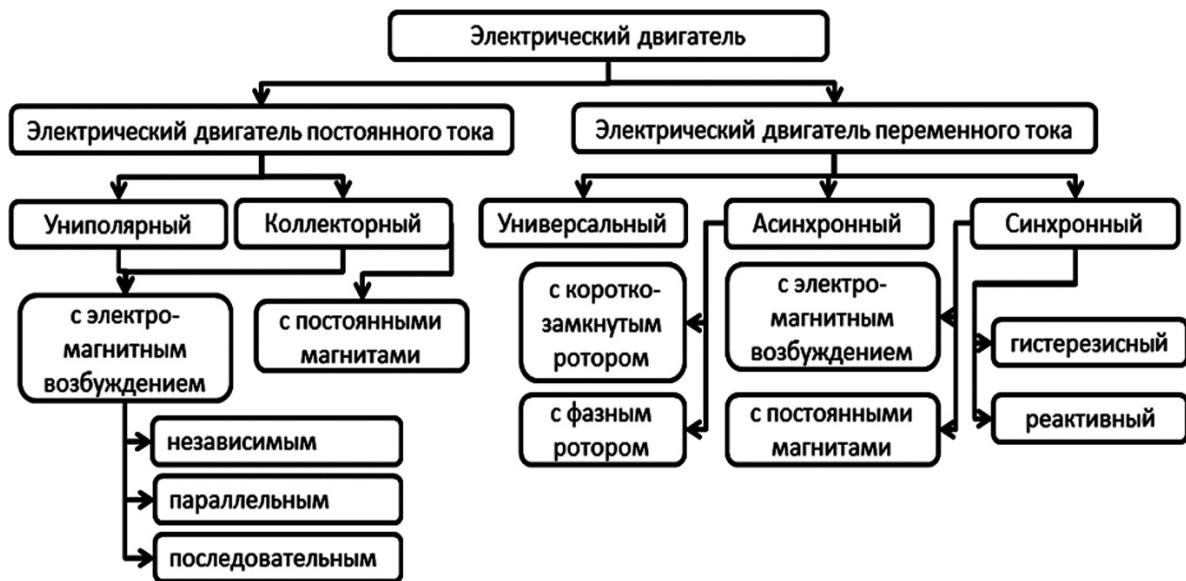 Электрический двигатель
Электрический двигатель постоянного тока
Электрический двигатель переменного тока
Униполярный
Коллекторный
Универсальный
Асинхронный
Синхронный
с электро-
магнитным
возбуждением
с постоянными
магнитами
с коротко-
замкнутым
ротором
с электро-
магнитным
возбуждением
гистерезисный
с фазным
ротором
с постоянными
магнитами
реактивный
независимым
параллельным
последовательным